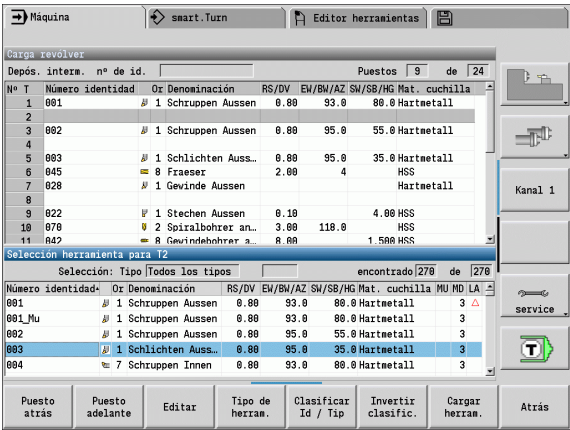 Máquina smart.Turn Editor herramientas
Carga revólver
Depós. interm. nº de id. Puestos 9 de 24
Nº T Número identidad Or Denominación RS/DV EW/BW/AZ SW/SB/HG Mat. cuchilla
1 001 1 Schruppen Aussen 0.80 93.0 80.0 Hartmetall
2
3 002 1 Schruppen Aussen 0.80 95.0 55.0 Hartmetall
4
5 003 1 Schlichten Auss… 0.80 95.0 35.0 Hartmetall
6 045 8 Fraeser 2.00 4 HSS
7 028 1 Gewinde Aussen Hartmetall
8
9 022 1 Stechen Aussen 0.10 4.00 HSS
10 070 2 Spiralbohrer an… 3.00 118.0 HSS
11 042 8 Gewindebohrer a… 8.00 1.500 HSS
Selección herramienta para T2
Selección: Tipo Todos los tipos encontrado 270 de 270
Número identidad Or Denominación RS/DV EW/BW/AZ SW/SB/HG Mat. cuchilla MU MD LA
001 1 Schruppen Aussen 0.80 93.0 80.0 Hartmetall 3
001_Mu 1 Schruppen Aussen 0.80 93.0 80.0 Hartmetall 3
002 1 Schruppen Aussen 0.80 95.0 55.0 Hartmetall 3
003 1 Schlichten Auss… 0.80 95.0 35.0 Hartmetall 3
004 7 Schruppen Innen 0.80 93.0 80.0 Hartmetall 3
Kanal 1
service
T
Puesto atrás
Puesto adelante
Editar
Tipo de herram.
Clasificar Id / Tip
Invertir clasific.
Cargar herram.
Atrás